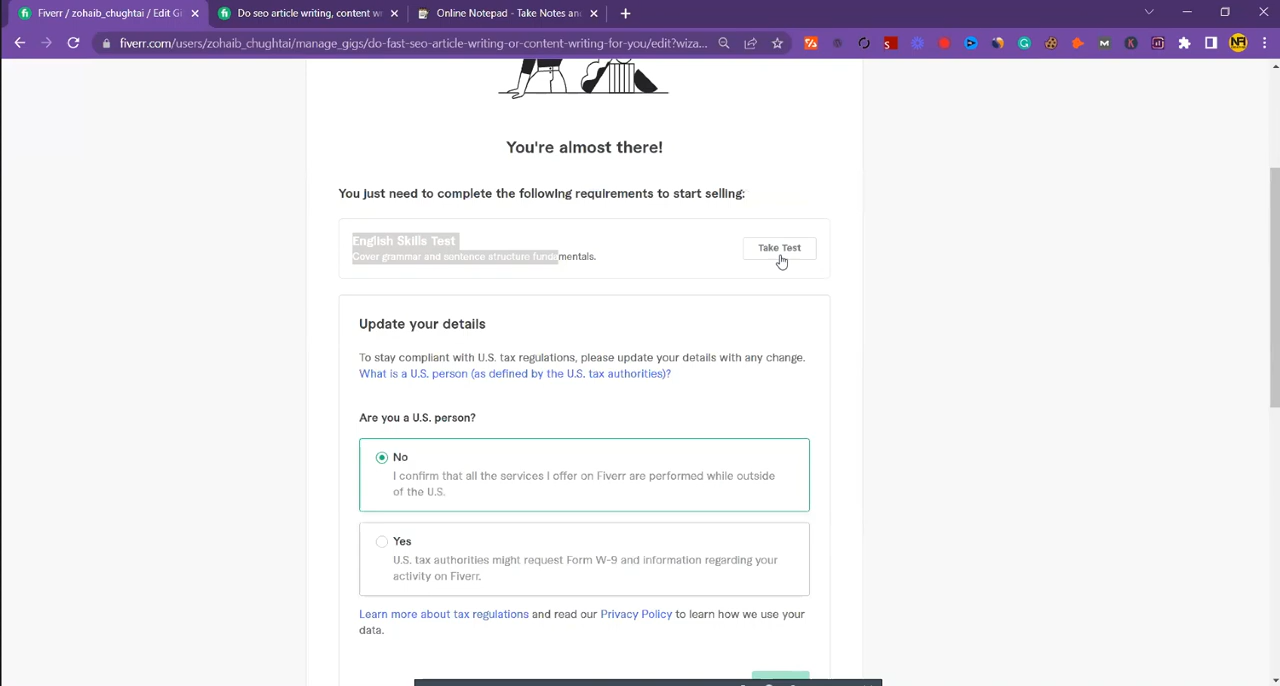 Fiverr / zohaib_chughtai / Edit Gi
Do seo article writing, content w
Online Notepad - Take Notes an
fiverr.com/users/zohaib_chughtai/manage_gigs/do-fast-seo-article-writing-or-content-writing-for-you/edit?wiza...
You're almost there!
You just need to complete the following requirements to start selling:
English Skills Test
Cover grammar and sentence structure fundamentals.
Take Test
Update your details
To stay compliant with U.S. tax regulations, please update your details with any change.
What is a U.S. person (as defined by the U.S. tax authorities)?
Are you a U.S. person?
No
I confirm that all the services I offer on Fiverr are performed while outside
of the U.S.
Yes
U.S. tax authorities might request Form W-9 and information regarding your
activity on Fiverr.
Learn more about tax regulations and read our Privacy Policy to learn how we use your
data.